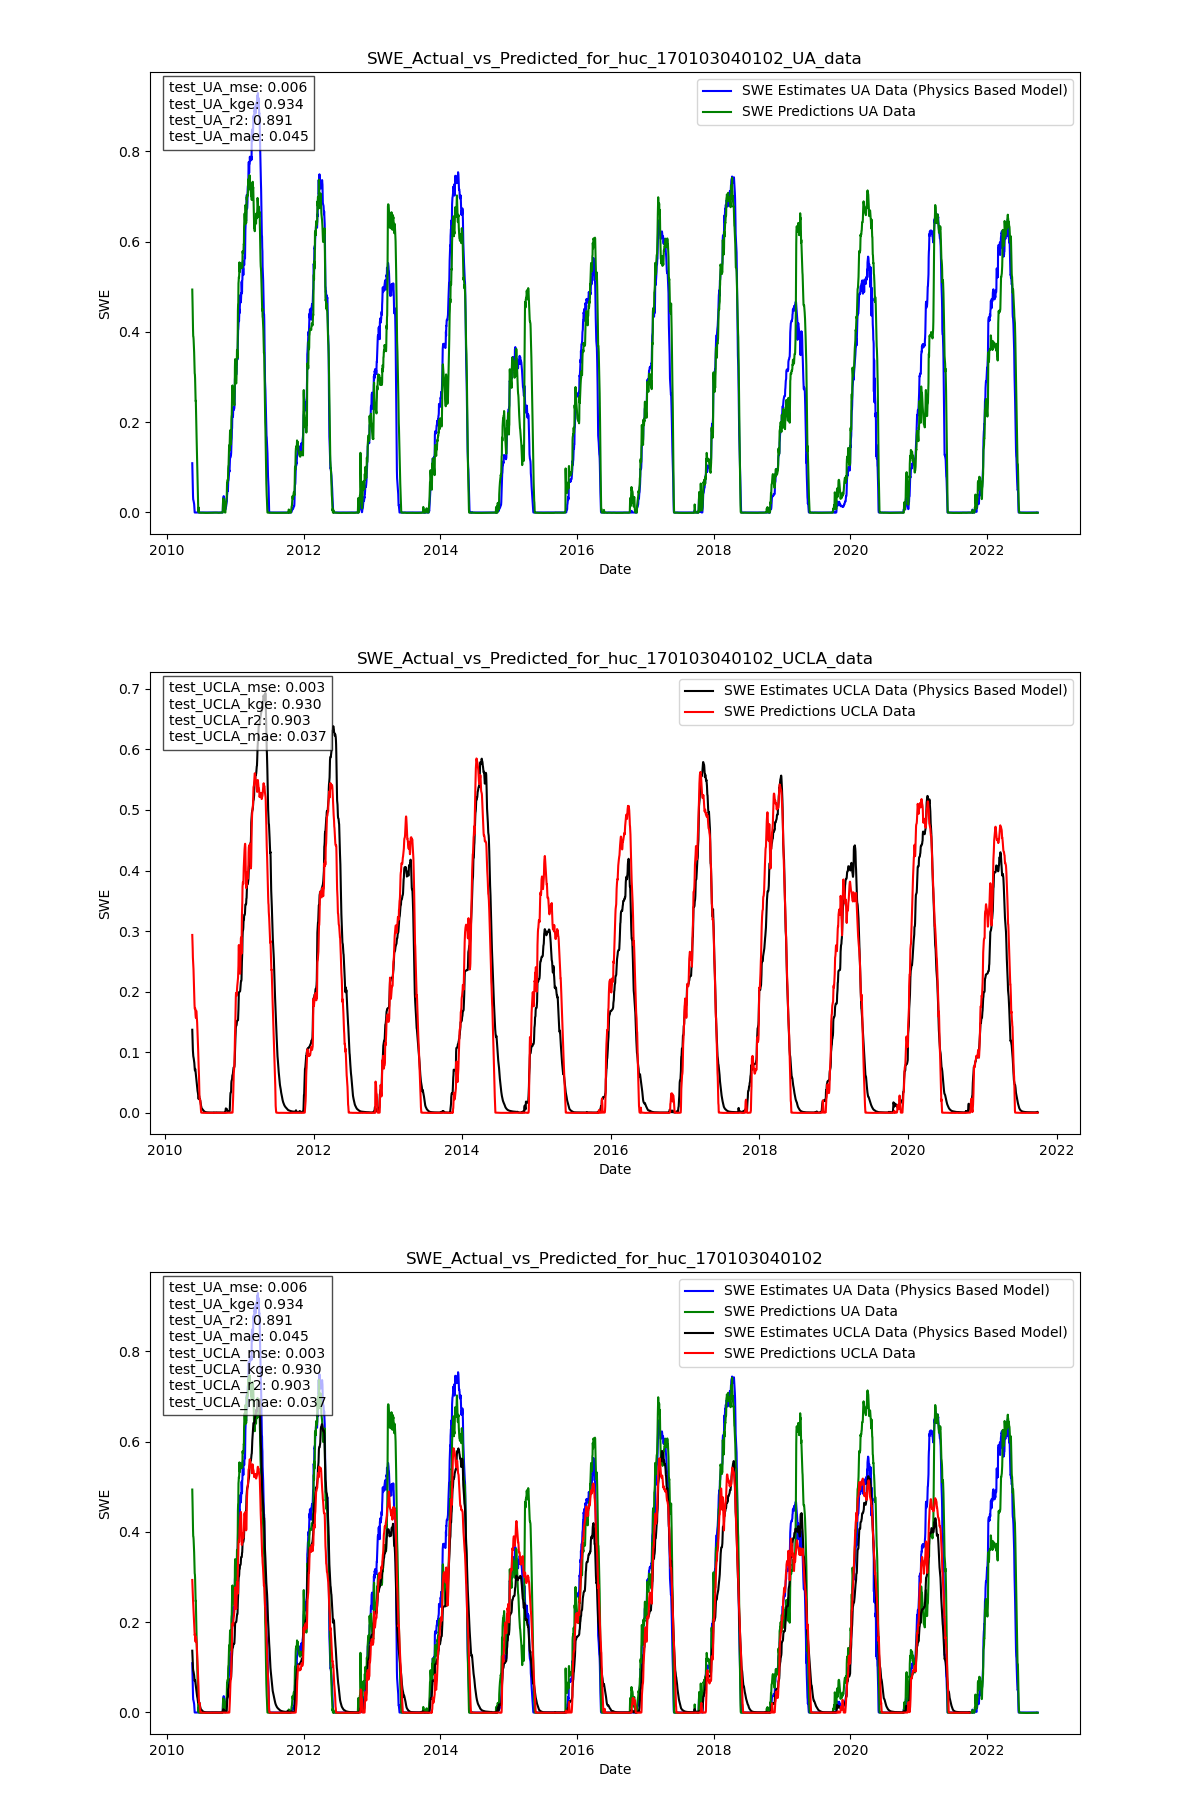 SWE_Actual_vs_Predicted_for_huc_170103040102_UA_data
test_UA_mse: 0.006
test_UA_kge: 0.934
test_UA_r2: 0.891
test_UA_mae: 0.045
SWE Estimates UA Data (Physics Based Model)
SWE Predictions UA Data
0.8
0.6
0.4
0.2
0.0
SWE
2010 2012 2014 2016 2018 2020 2022
Date
SWE_Actual_vs_Predicted_for_huc_170103040102_UCLA_data
test_UCLA_mse: 0.003
test_UCLA_kge: 0.930
test_UCLA_r2: 0.903
test_UCLA_mae: 0.037
SWE Estimates UCLA Data (Physics Based Model)
SWE Predictions UCLA Data
0.7
0.6
0.5
0.4
0.3
0.2
0.1
0.0
SWE
2010 2012 2014 2016 2018 2020 2022
Date
SWE_Actual_vs_Predicted_for_huc_170103040102
test_UA_mse: 0.006
test_UA_kge: 0.934
test_UA_r2: 0.891
test_UA_mae: 0.045
test_UCLA_mse: 0.003
test_UCLA_kge: 0.930
test_UCLA_r2: 0.903
test_UCLA_mae: 0.037
SWE Estimates UA Data (Physics Based Model)
SWE Predictions UA Data
SWE Estimates UCLA Data (Physics Based Model)
SWE Predictions UCLA Data
0.8
0.6
0.4
0.2
0.0
SWE
2010 2012 2014 2016 2018 2020 2022
Date